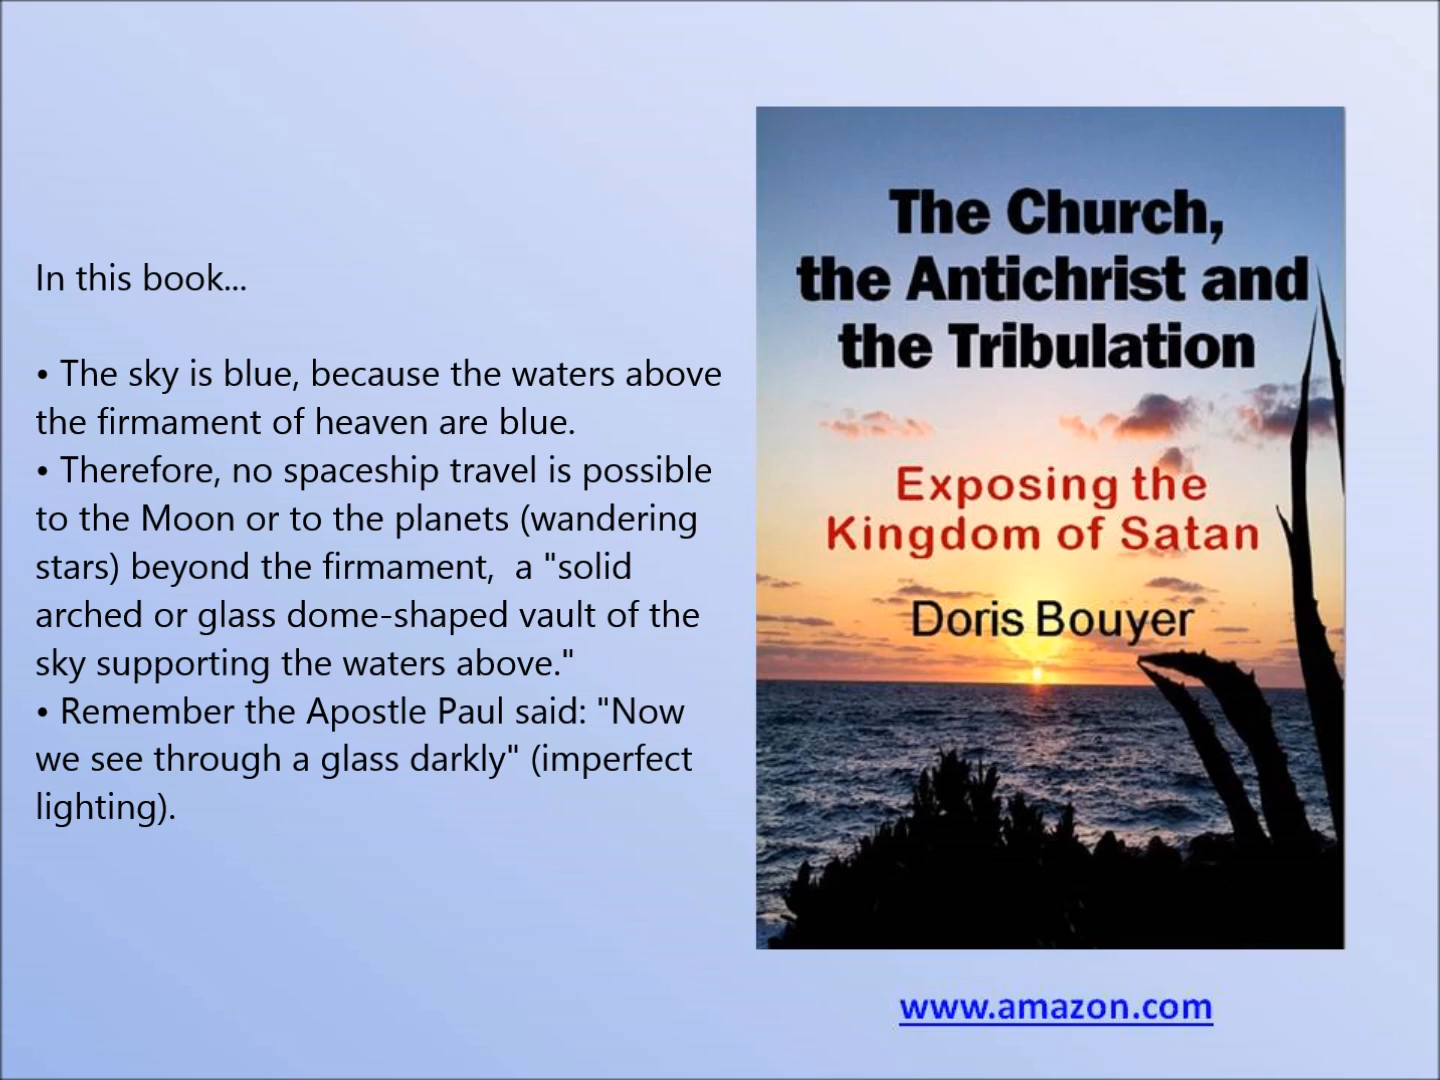 In this book...
• The sky is blue, because the waters above
the firmament of heaven are blue.
• Therefore, no spaceship travel is possible
to the Moon or to the planets (wandering
stars) beyond the firmament,  a "solid
arched or glass dome-shaped vault of the
sky supporting the waters above."
• Remember the Apostle Paul said: "Now
we see through a glass darkly" (imperfect
lighting).
The Church,
the Antichrist and
the Tribulation
Exposing the
Kingdom of Satan
Doris Bouyer
www.amazon.com